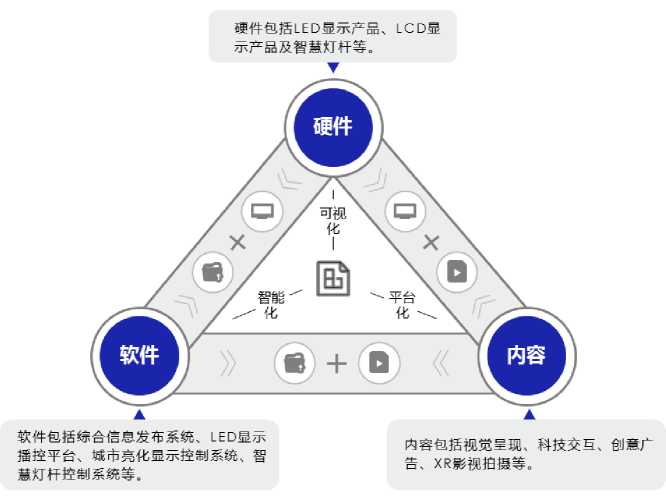 硬件包括LED显示产品、LCD显
示产品及智慧灯杆等。
硬件
可视
化
智能
化
平台
化
软件
内容
软件包括综合信息发布系统、LED显示
播控平台、城市亮化显示控制系统、智
慧灯杆控制系统等。
内容包括视觉呈现、科技交互、创意广
告、XR影视拍摄等。